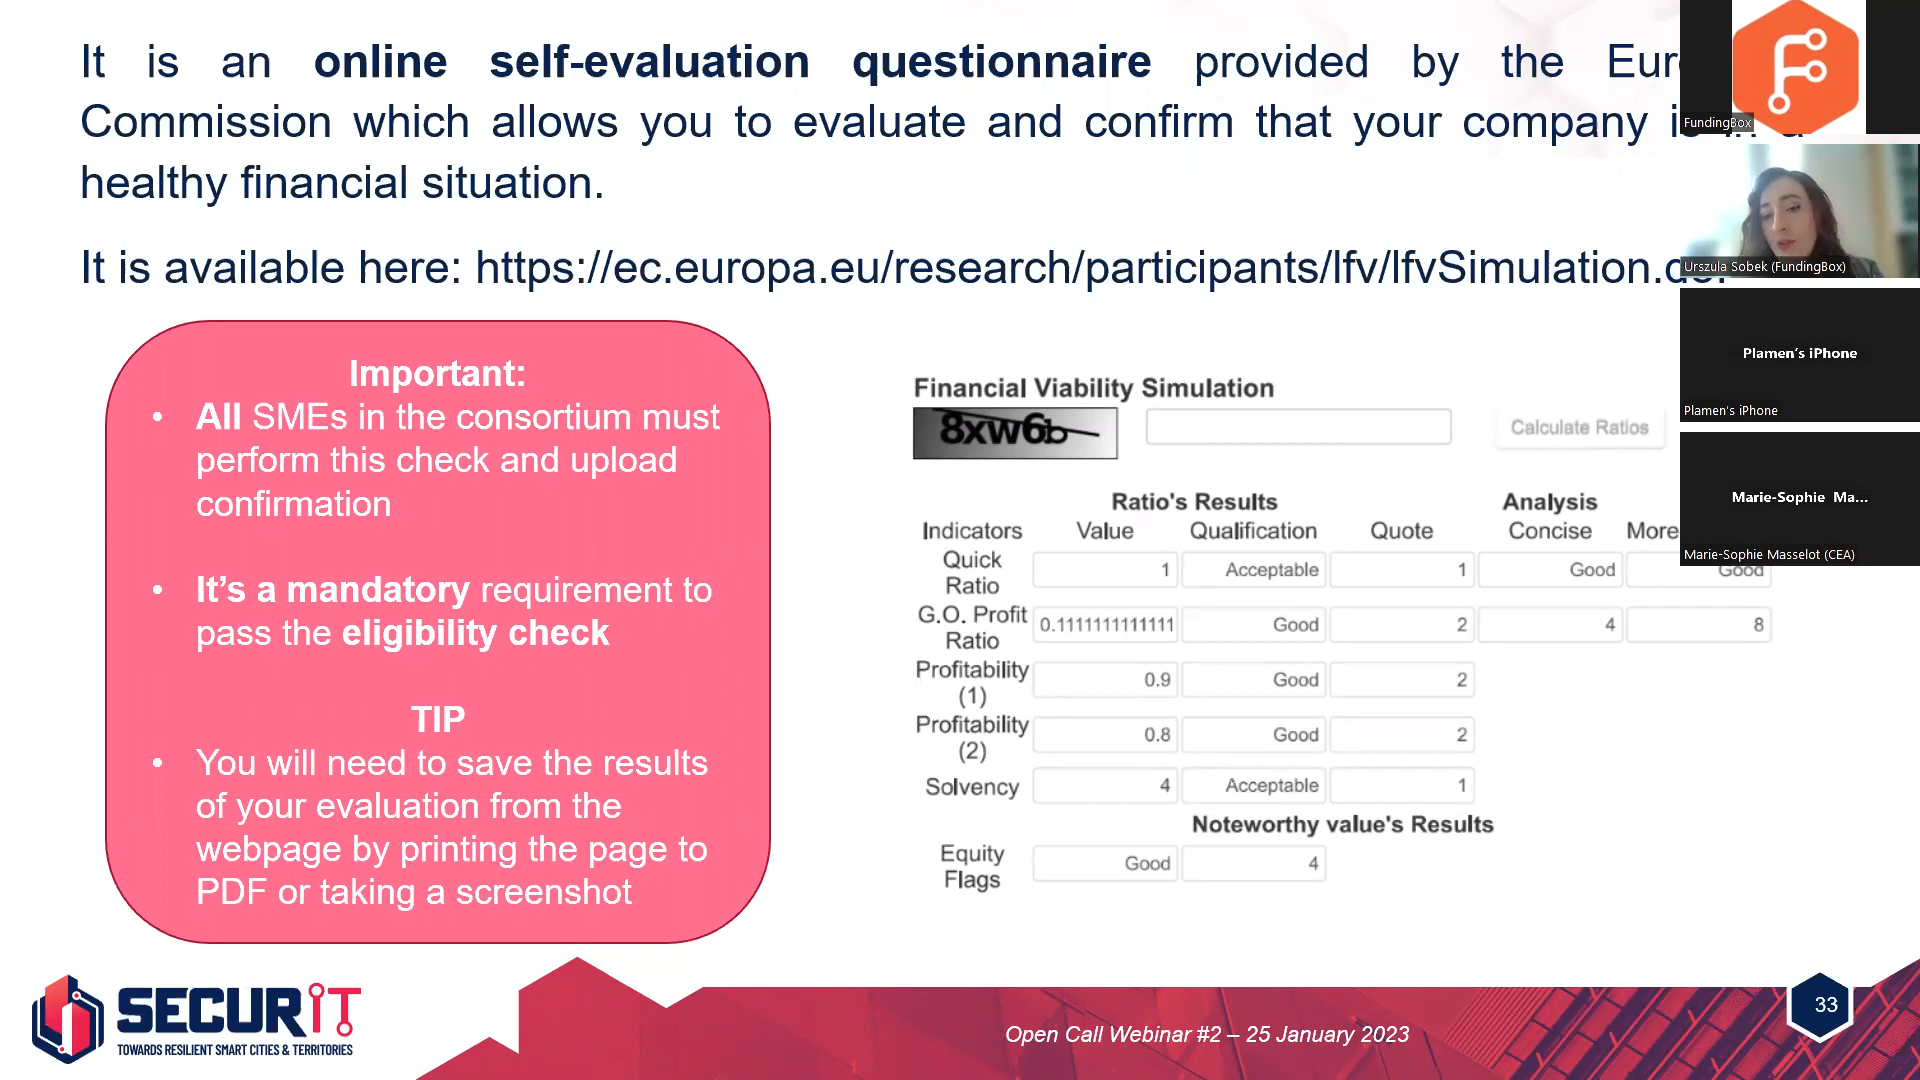 It is an online self-evaluation questionnaire provided by the Eur
Commission which allows you to evaluate and confirm that your company is in a
healthy financial situation.
It is available here: https://ec.europa.eu/research/participants/lfv/lfvSimulation.do.
Important:
• All SMEs in the consortium must
perform this check and upload
confirmation
• It’s a mandatory requirement to
pass the eligibility check
TIP
• You will need to save the results
of your evaluation from the
webpage by printing the page to
PDF or taking a screenshot
Financial Viability Simulation
8xw6b
Calculate Ratios
Ratio's Results Analysis
Indicators Value Qualification Quote Concise More
Quick
Ratio 1 Acceptable 1 Good Good
G.O. Profit
Ratio 0.1111111111111 Good 2 4 8
Profitability
(1) 0.9 Good 2
Profitability
(2) 0.8 Good 2
Solvency 4 Acceptable 1
Noteworthy value's Results
Equity
Flags Good 4
FundingBox
Urszula Sobek (FundingBox)
Plamen's iPhone
Plamen's iPhone
Marie-Sophie Ma...
Marie-Sophie Masselot (CEA)
SECURIT
TOWARDS RESILIENT SMART CITIES & TERRITORIES
Open Call Webinar #2 – 25 January 2023
33